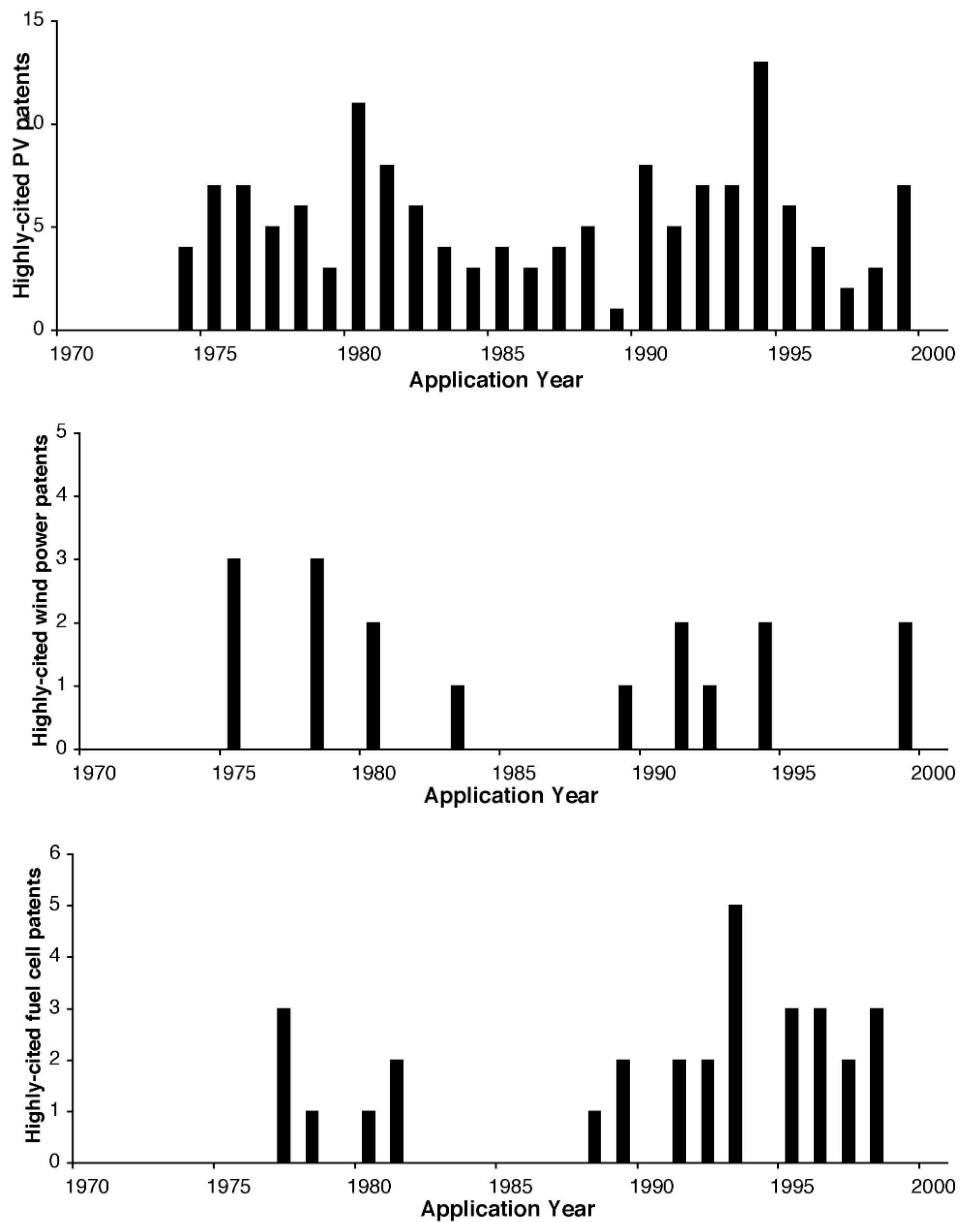 15
10
5
0
Highly-cited PV patents
1970 1975 1980 1985 1990 1995 2000
Application Year
5
4
3
2
1
0
Highly-cited wind power patents
1970 1975 1980 1985 1990 1995 2000
Application Year
6
5
4
3
2
1
0
Highly-cited fuel cell patents
1970 1975 1980 1985 1990 1995 2000
Application Year